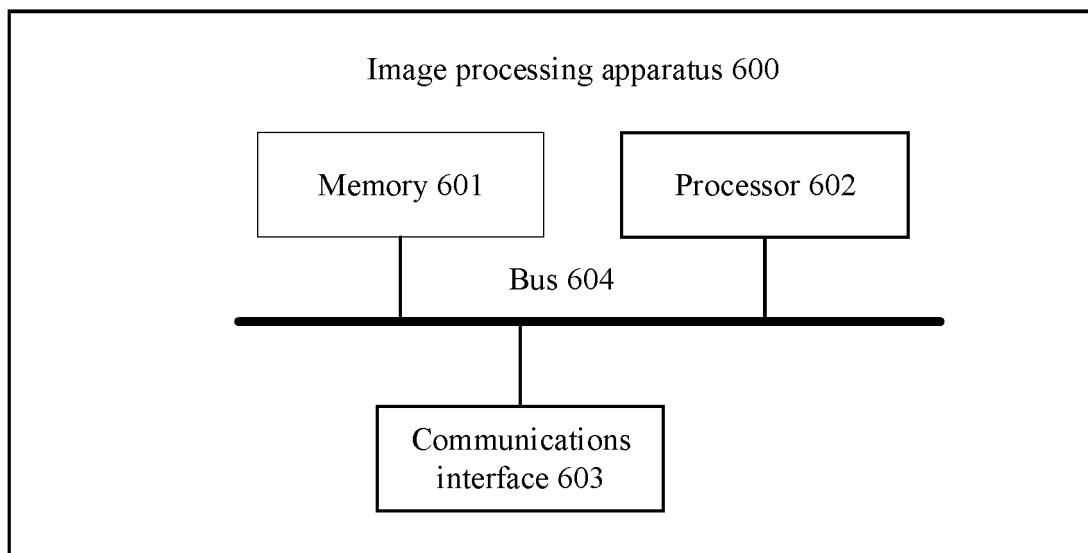 Image processing apparatus 600
Memory 601
Processor 602
Bus 604
Communications
interface 603